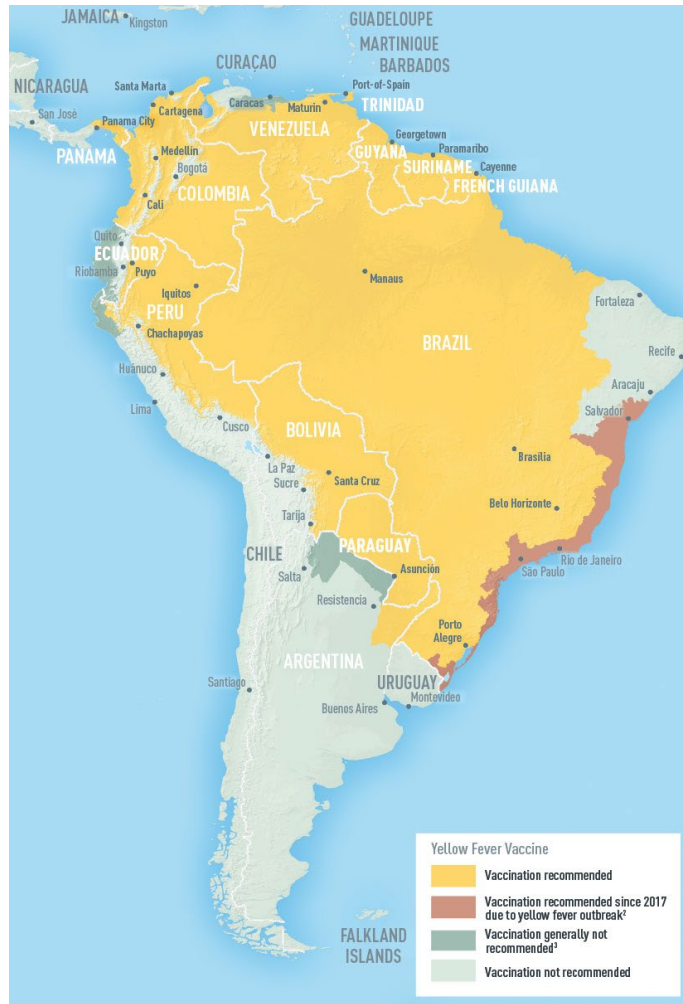 JAMAICA
Kingston
GUADELOUPE
MARTINIQUE
BARBADOS
CURAÇAO
NICARAGUA
Santa Marta
Port-of-Spain
Caracas
Maturin
TRINIDAD
Cartagena
San Josè
Panama City
VENEZUELA
Georgetown
PANAMA
Medellin
GUYANA
Paramaribo
Bogotá
SURINAME
Cayenne
COLOMBIA
FRENCH GUIANA
Cali
Quito
ECUADOR
Riobamba
Puyo
Manaus
Iquitos
PERU
Fortaleza
Chachapoyas
BRAZIL
Recife
Huánuco
Aracaju
Lima
Salvador
Cusco
BOLIVIA
Brasilia
La Paz
Santa Cruz
Sucre
Belo Horizonte
Tarija
PARAGUAY
CHILE
Rio de Janeiro
Salta
Asunción
São Paulo
Resistencia
Porto
Alegre
ARGENTINA
Santiago
URUGUAY
Montevideo
Buenos Aires
Yellow Fever Vaccine
Vaccination recommended
Vaccination recommended since 2017
due to yellow fever outbreak²
Vaccination generally not
recommended³
Vaccination not recommended
FALKLAND
ISLANDS